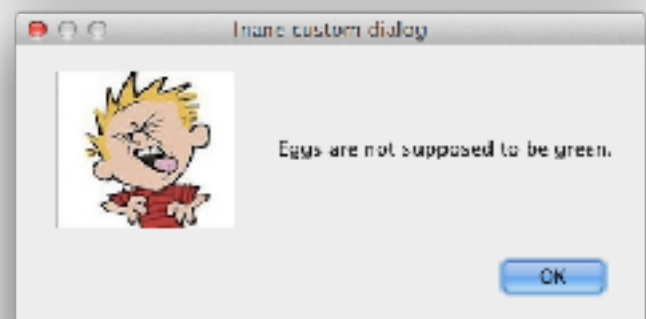 Inane custom dialog
Eggs are not supposed to be green.
OK